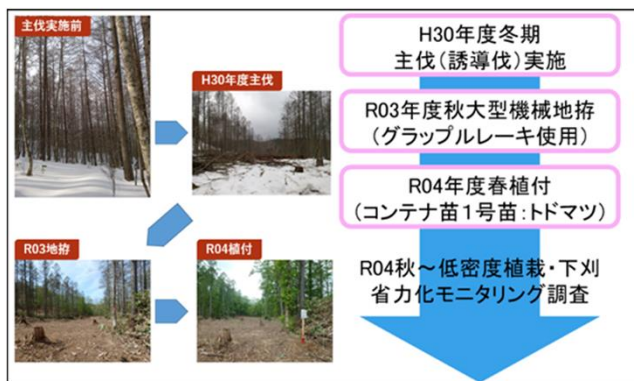 主伐実施前
H30年度主伐
R03地拵
R04植付
H30年度冬期
主伐(誘導伐)実施
R03年度秋大型機械地拵
(グラップルレーキ使用)
R04年度春植付
(コンテナ苗1号苗:トドマツ)
R04秋～低密度植栽・下刈
省力化モニタリング調査